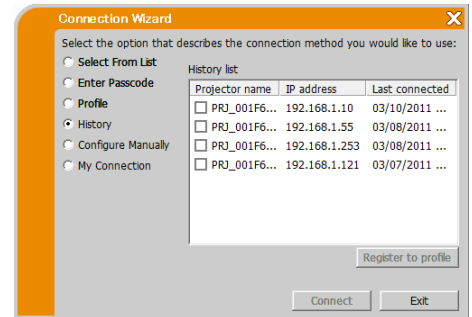 Connection Wizard
Select the option that describes the connection method you would like to use:
Select From List
Enter Passcode
Profile
History
Configure Manually
My Connection
History list
Projector name IP address Last connected
PRJ_001F6... 192.168.1.10 03/10/2011 ...
PRJ_001F6... 192.168.1.55 03/08/2011 ...
PRJ_001F6... 192.168.1.253 03/08/2011 ...
PRJ_001F6... 192.168.1.121 03/07/2011 ...
Register to profile
Connect Exit